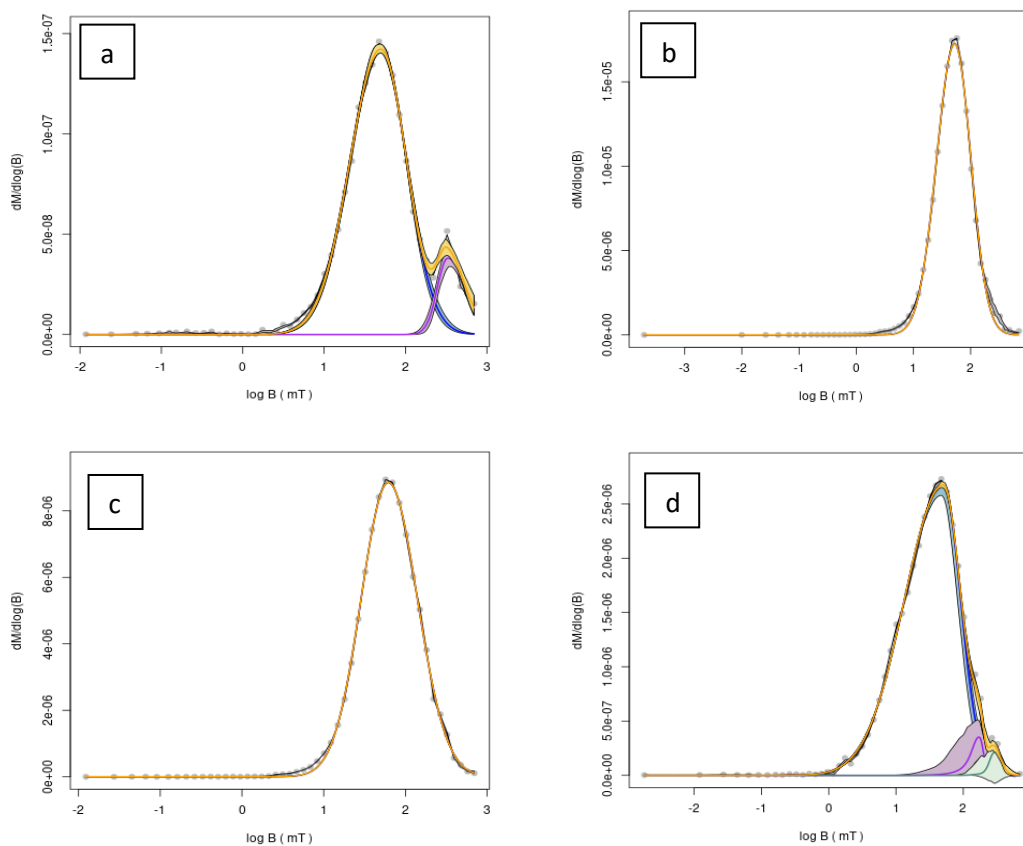 a
dM/dlog(B)
1.5e-07
1.0e-07
5.0e-08
0.0e+00
-2 -1 0 1 2 3
log B ( mT )
b
dM/dlog(B)
1.5e-05
1.0e-05
5.0e-06
0.0e+00
-3 -2 -1 0 1 2
log B ( mT )
c
dM/dlog(B)
8e-06
6e-06
4e-06
2e-06
0e+00
-2 -1 0 1 2 3
log B ( mT )
d
dM/dlog(B)
2.5e-06
2.0e-06
1.5e-06
1.0e-06
5.0e-07
0.0e+00
-2 -1 0 1 2
log B ( mT )